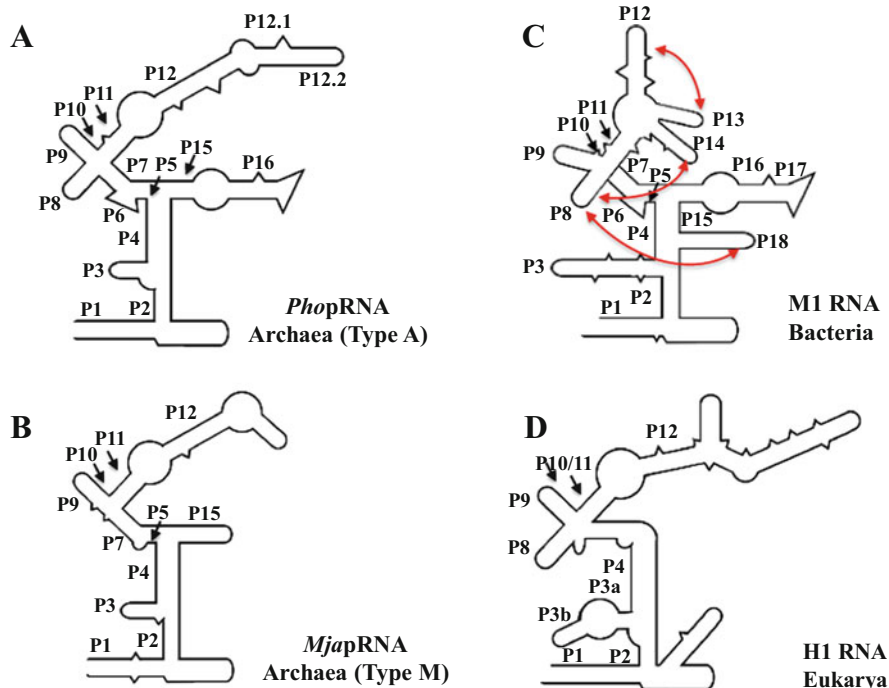 A
P12.1
P12
P12.2
P11
P10
P15
P9
P7 P5
P16
P8
P6
P4
P3
P1 P2
PhopRNA
Archaea (Type A)
B
P12
P11
P10
P9
P5 P15
P7
P4
P3
P1 P2
MjapRNA
Archaea (Type M)
C
P12
P11
P10
P13
P14
P9
P7
P5
P16
P17
P8
P6
P4
P15
P18
P3
P2
P1
M1 RNA
Bacteria
D
P12
P10/11
P9
P8
P4
P3a
P3b
P1 P2
H1 RNA
Eukarya